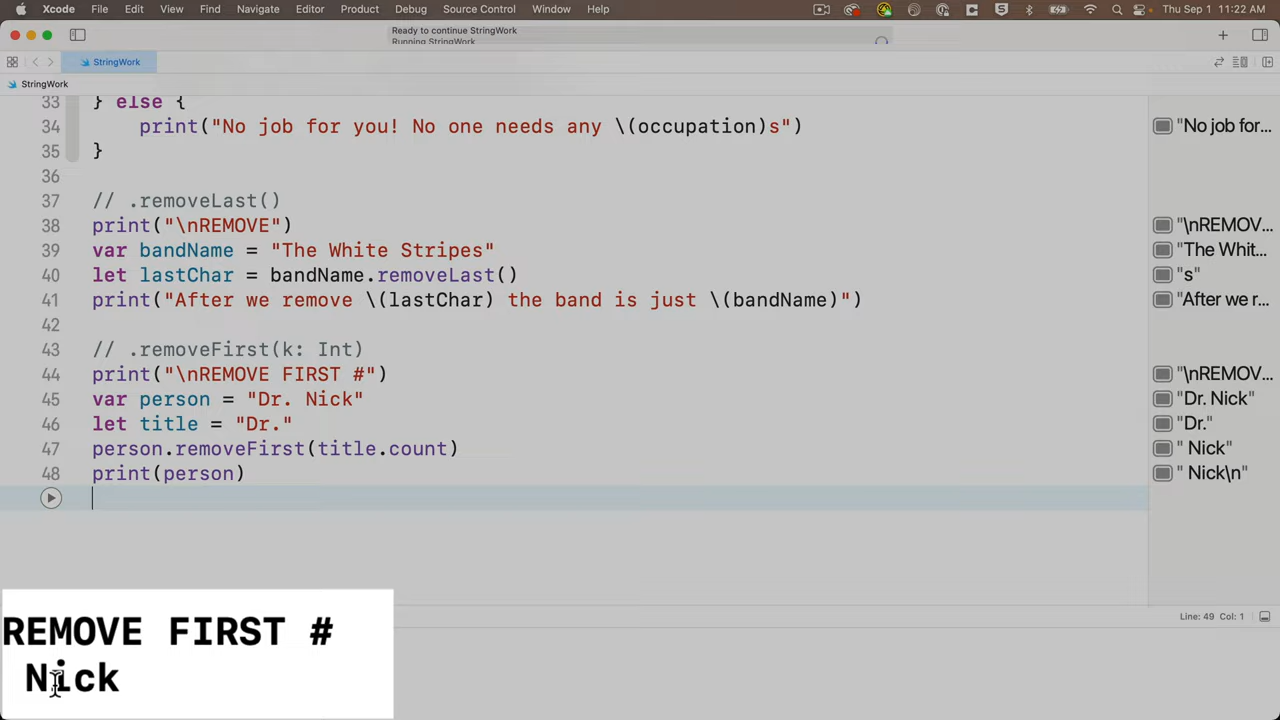 Xcode File Edit View Find Navigate Editor Product Debug Source Control Window Help Thu Sep 1 11:22 AM
Ready to continue StringWork
Running StringWork
StringWork
StringWork
33 } else {
34 print("No job for you! No one needs any \(occupation)s") "No job for...
35 }
36
37 // .removeLast()
38 print("\nREMOVE") "\nREMOV...
39 var bandName = "The White Stripes" "The Whit...
40 let lastChar = bandName.removeLast() "s"
41 print("After we remove \(lastChar) the band is just \(bandName)") "After we r...
42
43 // .removeFirst(k: Int)
44 print("\nREMOVE FIRST #") "\nREMOV...
45 var person = "Dr. Nick" "Dr. Nick"
46 let title = "Dr." "Dr."
47 person.removeFirst(title.count) " Nick"
48 print(person) " Nick\n"
Line: 49 Col: 1
REMOVE FIRST #
Nick